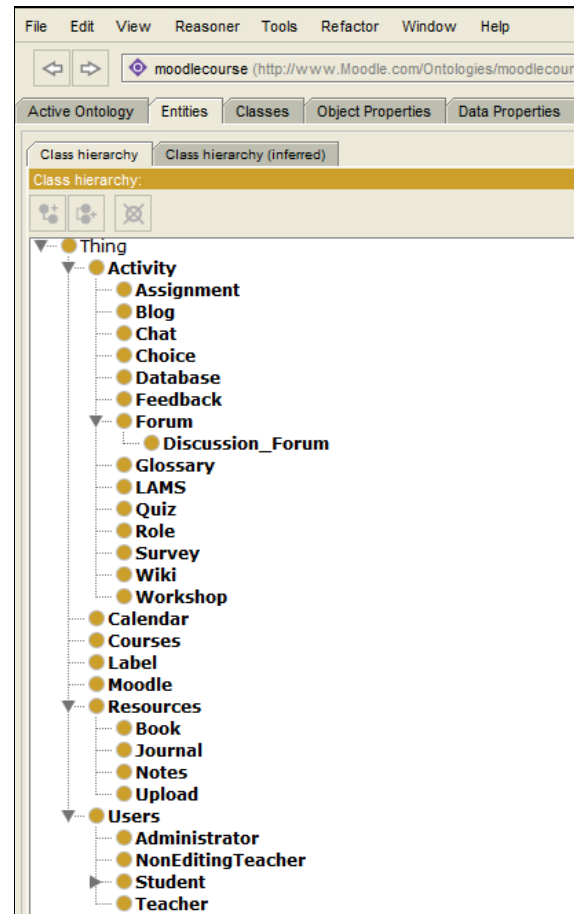 File Edit View Reasoner Tools Refactor Window Help
moodlecourse (http://www.Moodle.com/Ontologies/moodlecour
Active Ontology Entities Classes Object Properties Data Properties
Class hierarchy Class hierarchy (inferred)
Class hierarchy:
Thing
Activity
Assignment
Blog
Chat
Choice
Database
Feedback
Forum
Discussion_Forum
Glossary
LAMS
Quiz
Role
Survey
Wiki
Workshop
Calendar
Courses
Label
Moodle
Resources
Book
Journal
Notes
Upload
Users
Administrator
NonEditingTeacher
Student
Teacher